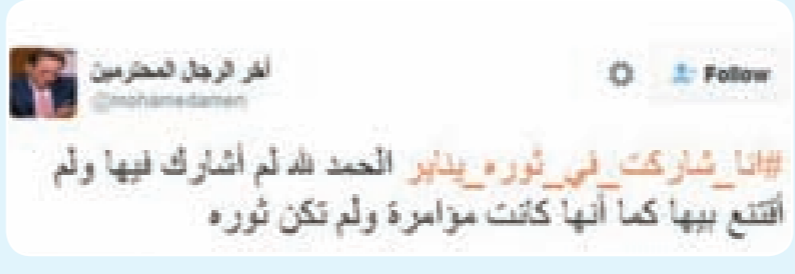 أخر الرجال المحترمين
@mohamedamen
Follow
#انا_شاركت_في_ثوره_يناير الحمد لله لم أشارك فيها ولم
أقتنع بيها كما أنها كانت مؤامرة ولم تكن ثوره